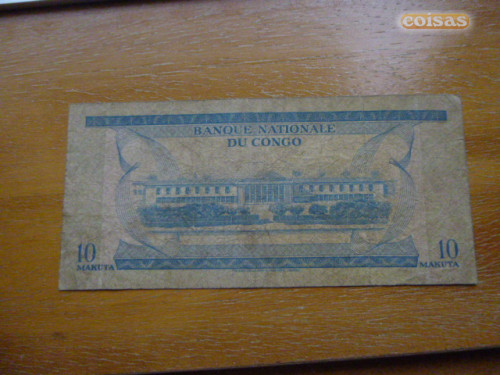 coisas
BANQUE NATIONALE
DU CONGO
10
MAKUTA
10
MAKUTA